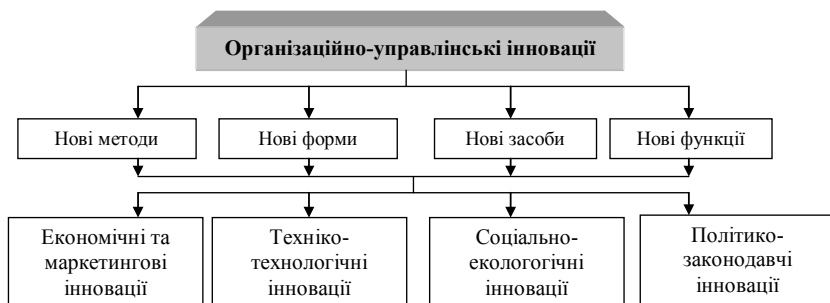 Організаційно-управлінські інновації
Нові методи
Нові форми
Нові засоби
Нові функції
Економічні та
маркетингові
інновації
Техніко-
технологічні
інновації
Соціально-
екологогічні
інновації
Політико-
законодавчі
інновації